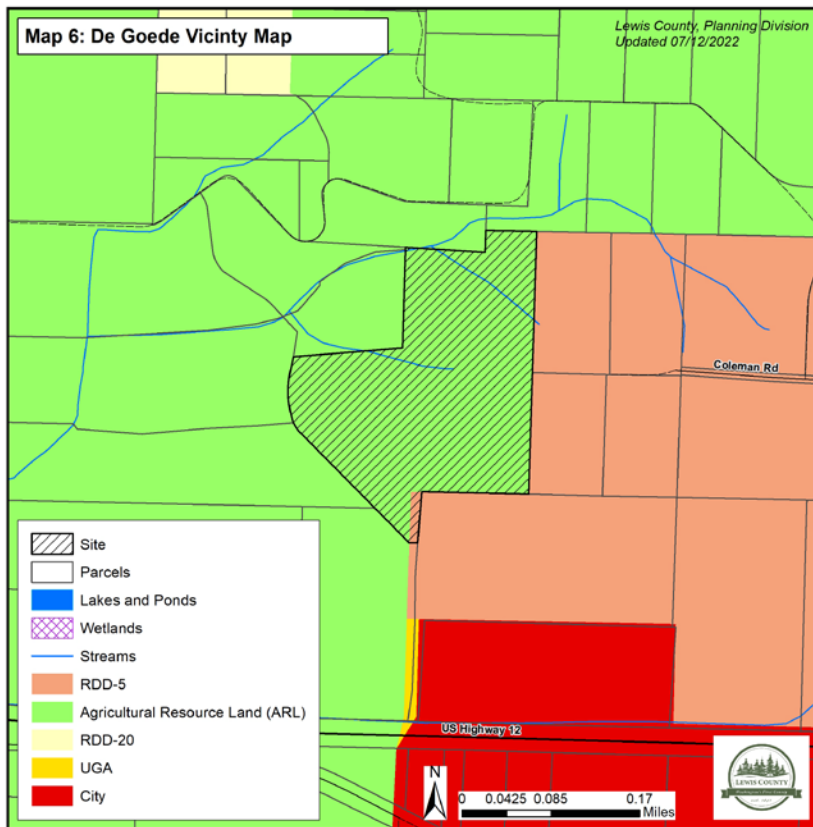 Map 6: De Goede Vicinty Map
Lewis County, Planning Division
Updated 07/12/2022
Coleman Rd
Site
Parcels
Lakes and Ponds
Wetlands
Streams
RDD-5
Agricultural Resource Land (ARL)
RDD-20
UGA
City
US Highway 12
N
0 0.0425 0.085 0.17
Miles
LEWIS COUNTY